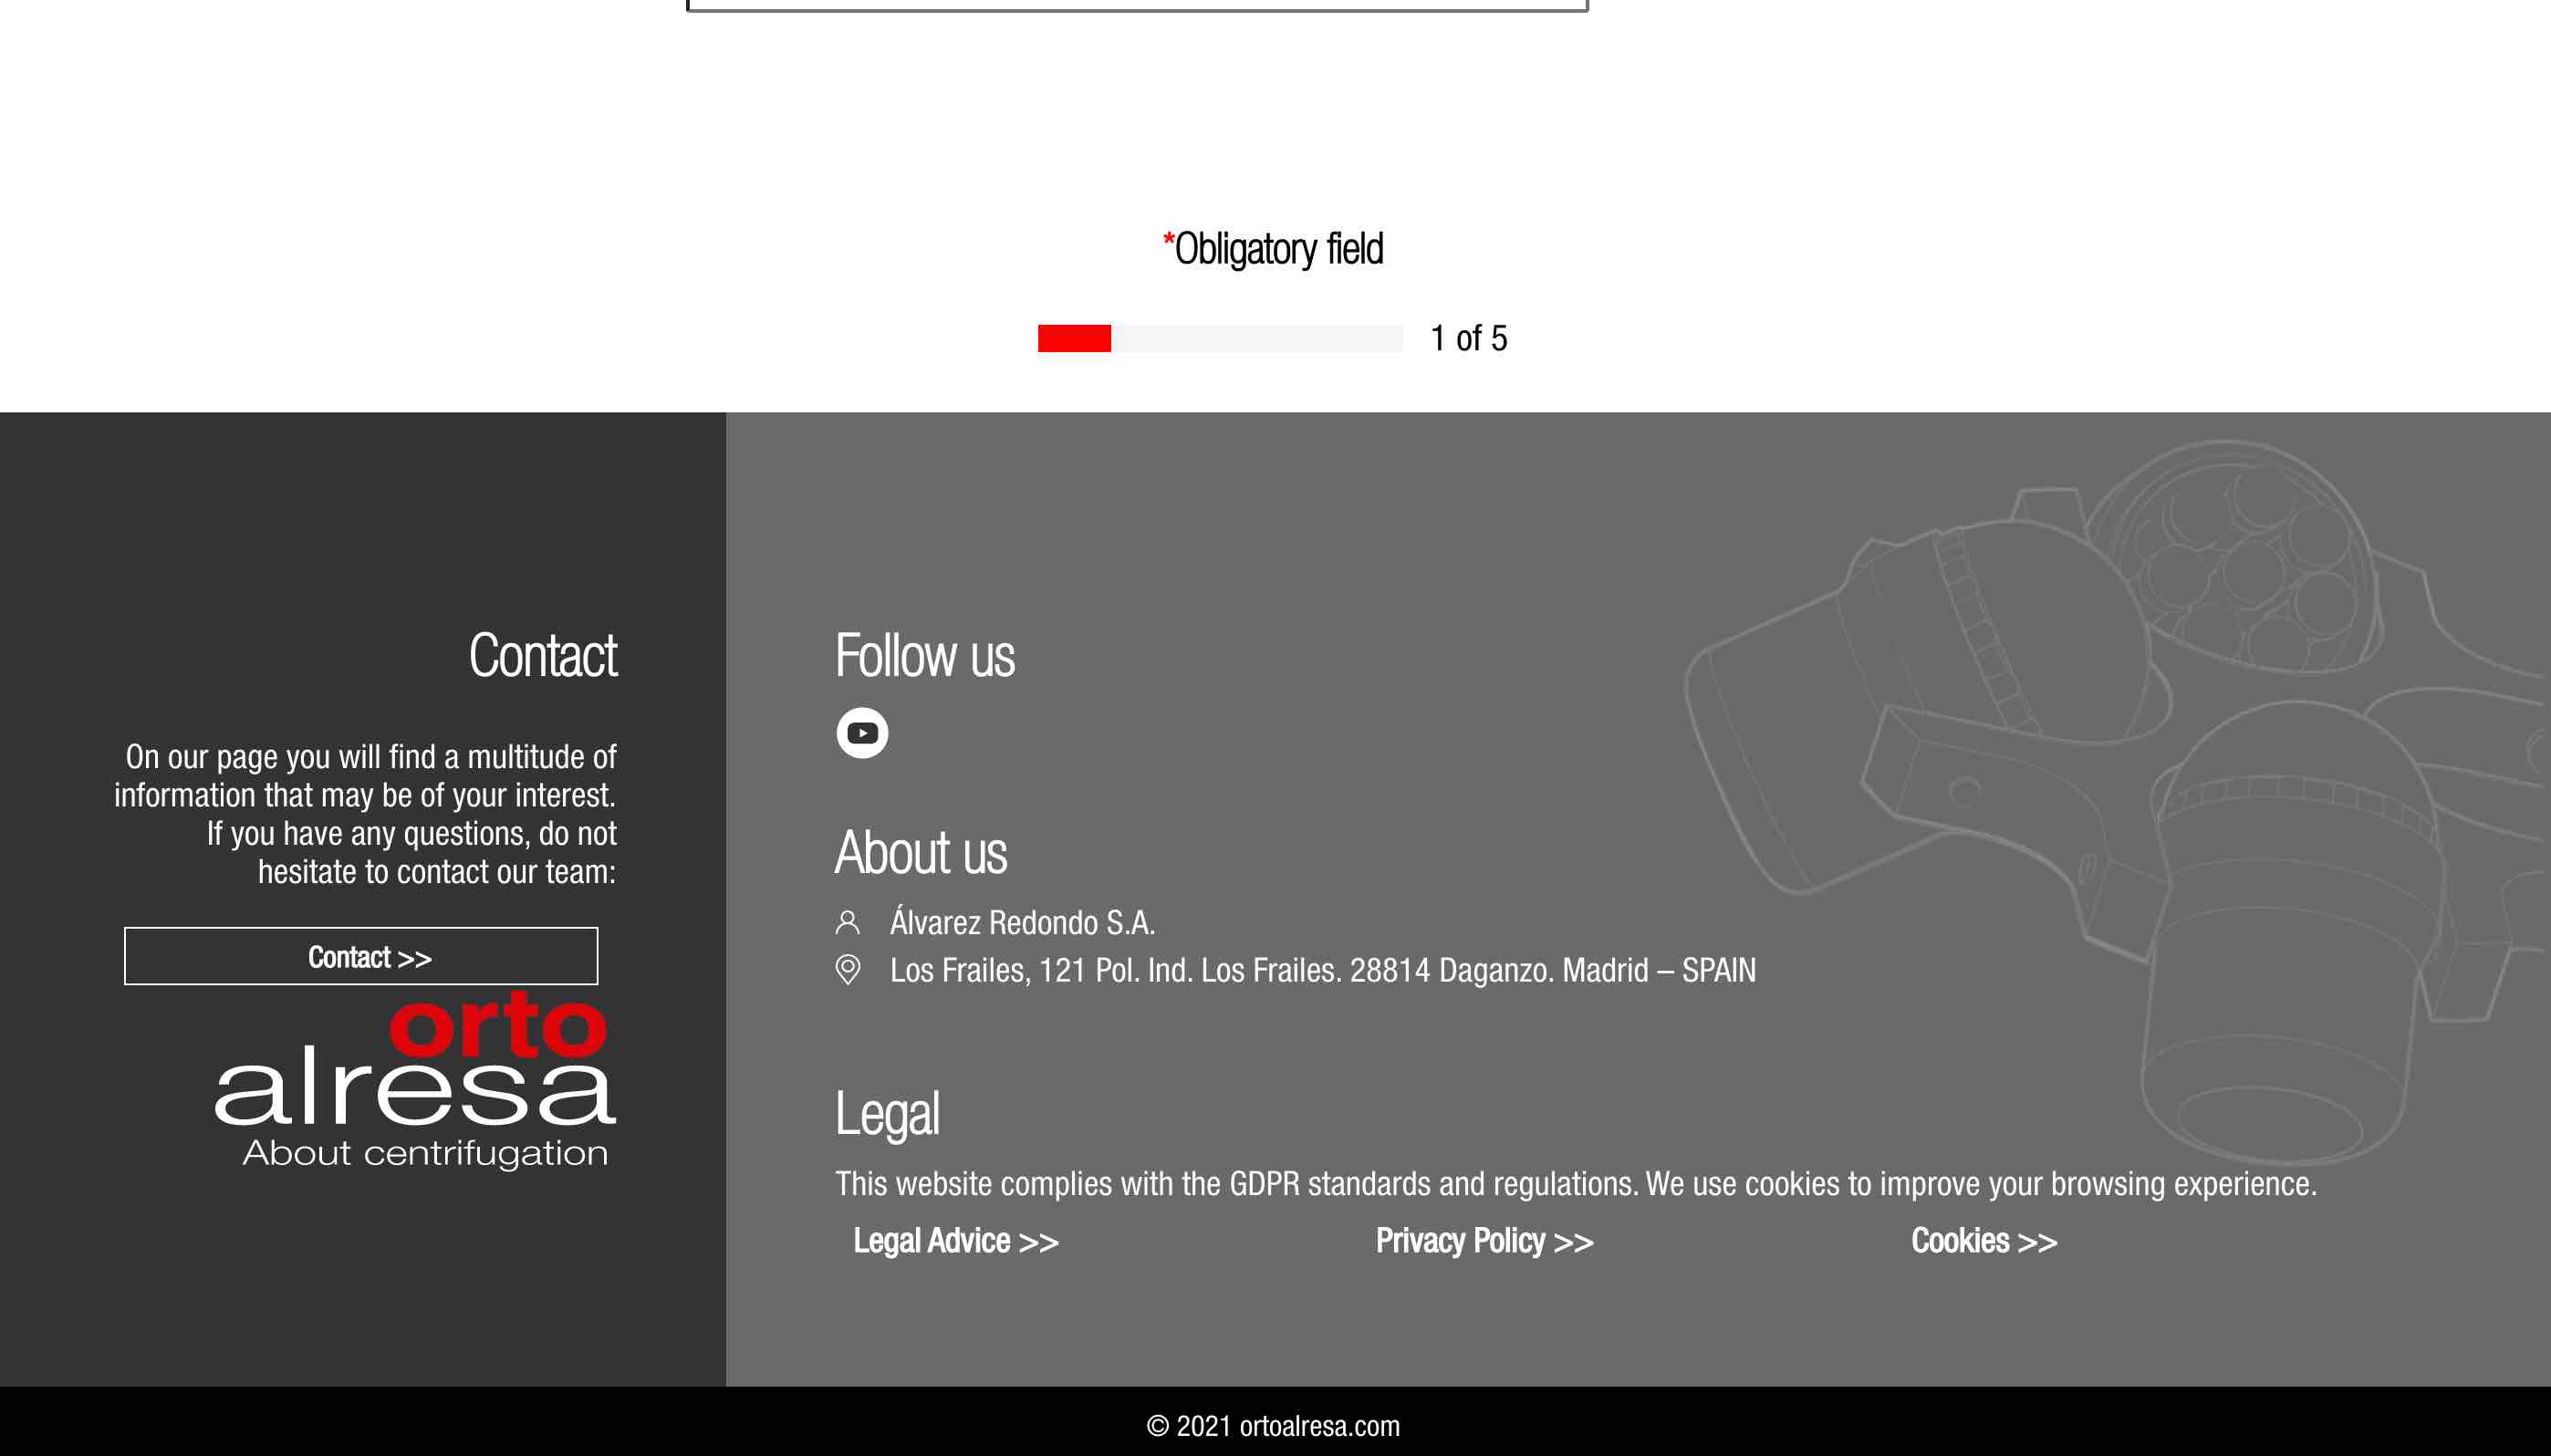 *Obligatory field
1 of 5
Contact
On our page you will find a multitude of
information that may be of your interest.
If you have any questions, do not
hesitate to contact our team:
Contact >>
orto
alresa
About centrifugation
Follow us
About us
Álvarez Redondo S.A.
Los Frailes, 121 Pol. Ind. Los Frailes. 28814 Daganzo. Madrid – SPAIN
Legal
This website complies with the GDPR standards and regulations. We use cookies to improve your browsing experience.
Legal Advice >>
Privacy Policy >>
Cookies >>
© 2021 ortoalresa.com